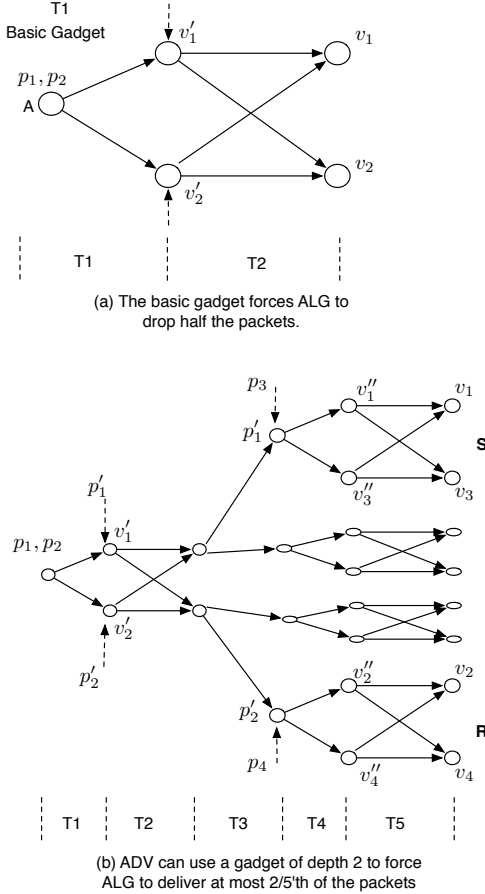 T1
Basic Gadget
v′₁
v₁
p₁, p₂
A
v₂
v′₂
T1 T2
(a) The basic gadget forces ALG to
drop half the packets.
p₃
v″₁
v₁
p′₁
S
v″₃
v₃
p′₁
v′₁
p₁, p₂
v′₂
p′₂
v″₂
v₂
p′₂
R
p₄
v″₄
v₄
T1 T2 T3 T4 T5
(b) ADV can use a gadget of depth 2 to force
ALG to deliver at most 2/5'th of the packets